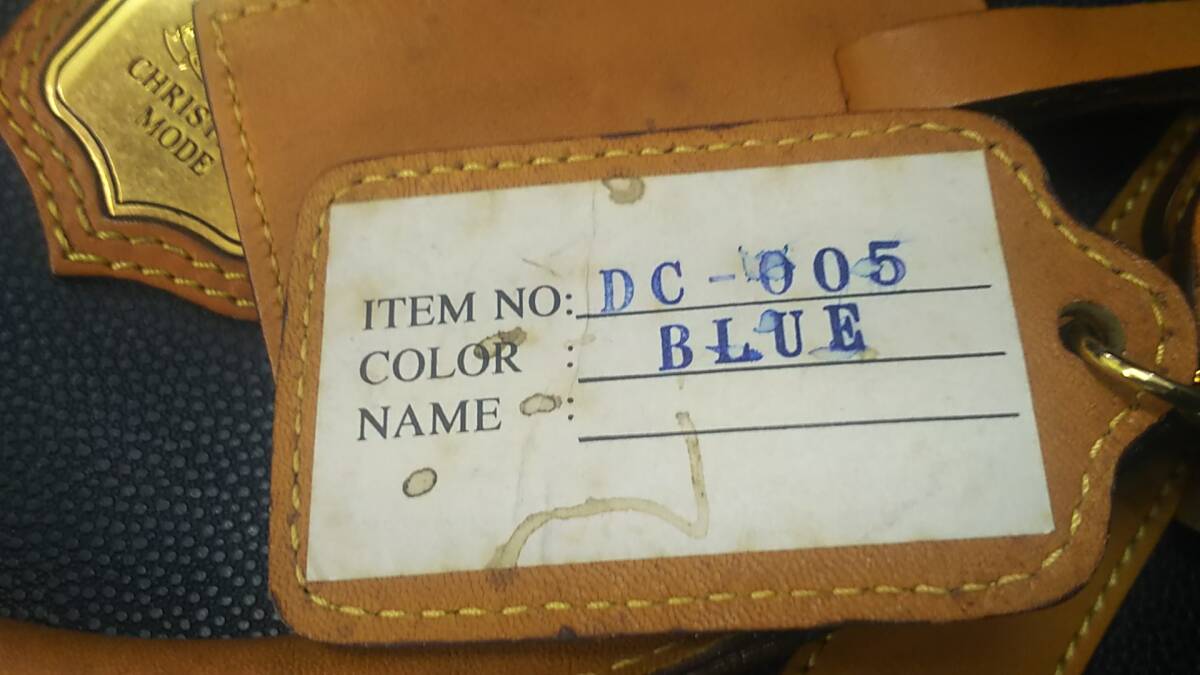 CHRIST
MODE
ITEM NO: DC-005
COLOR : BLUE
NAME :